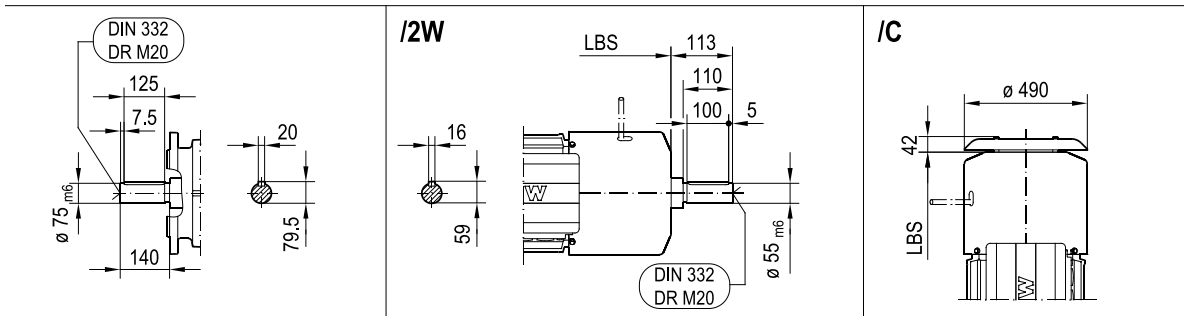 DIN 332
DR M20
125
7.5
20
ø 75 m6
79.5
140
/2W
LBS
113
110
100
5
16
W
59
ø 55 m6
DIN 332
DR M20
/C
ø 490
42
LBS
W